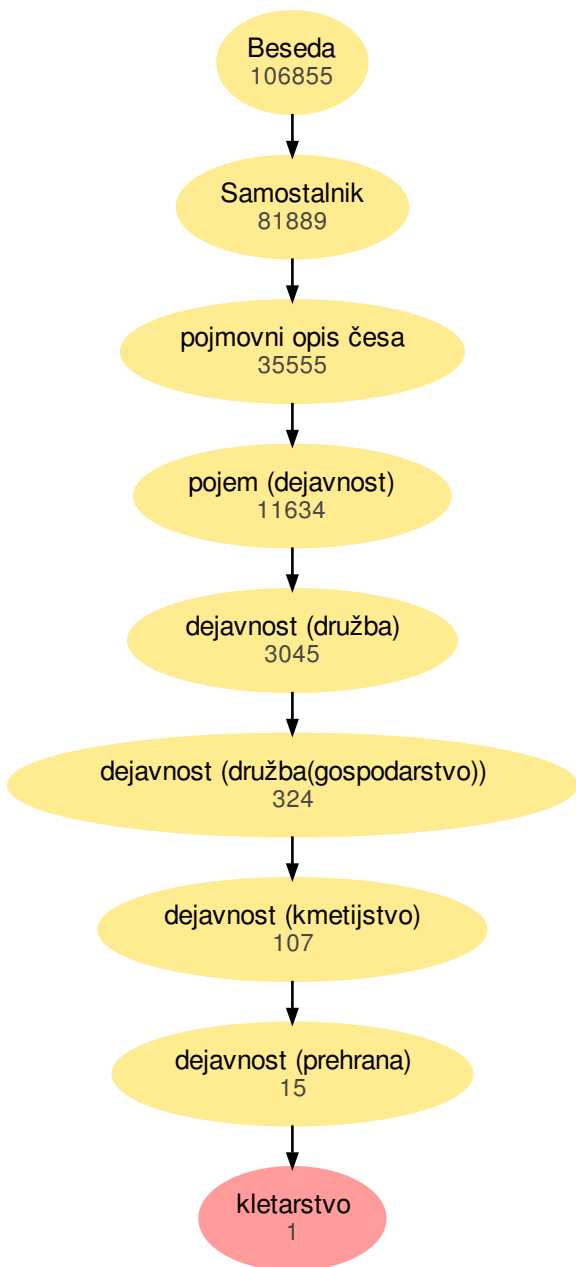 Beseda
106855
Samostalnik
81889
pojmovni opis česa
35555
pojem (dejavnost)
11634
dejavnost (družba)
3045
dejavnost (družba(gospodarstvo))
324
dejavnost (kmetijstvo)
107
dejavnost (prehrana)
15
kletarstvo
1